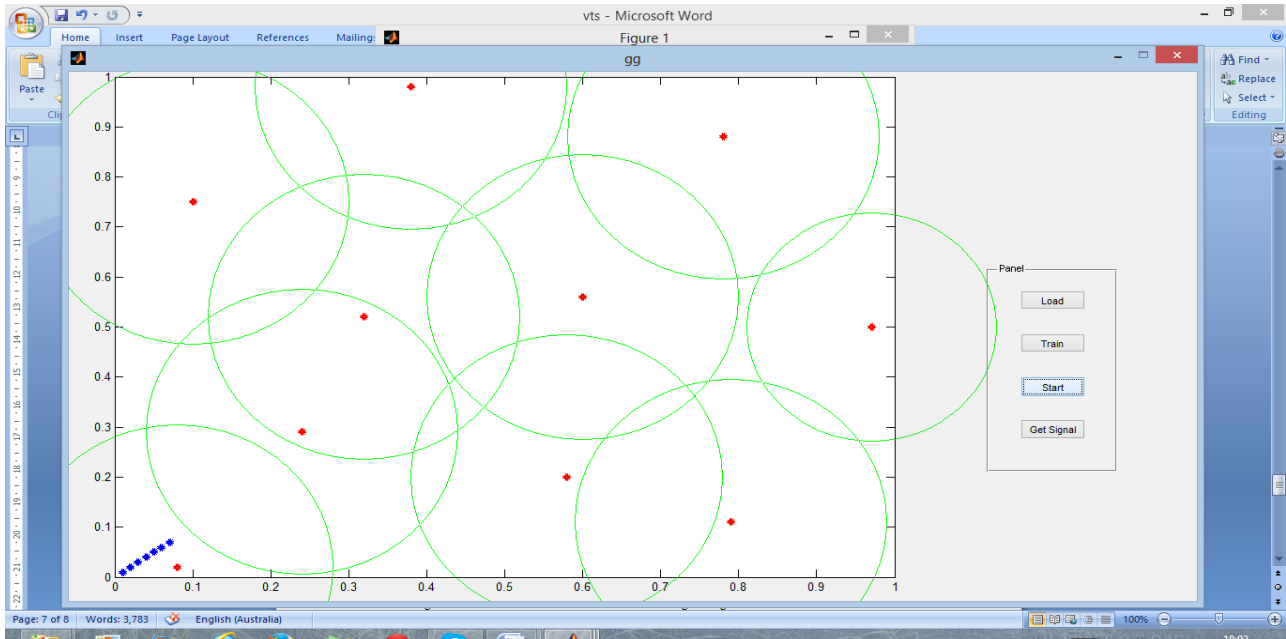 vts - Microsoft Word
Home Insert Page Layout References Mailing
Figure 1
gg
Paste
Find
Replace
Select
Editing
1
0.9
0.8
0.7
0.6
0.5
0.4
0.3
0.2
0.1
0
0 0.1 0.2 0.3 0.4 0.5 0.6 0.7 0.8 0.9 1
Panel
Load
Train
Start
Get Signal
Page: 7 of 8 Words: 3,783 English (Australia) 100%